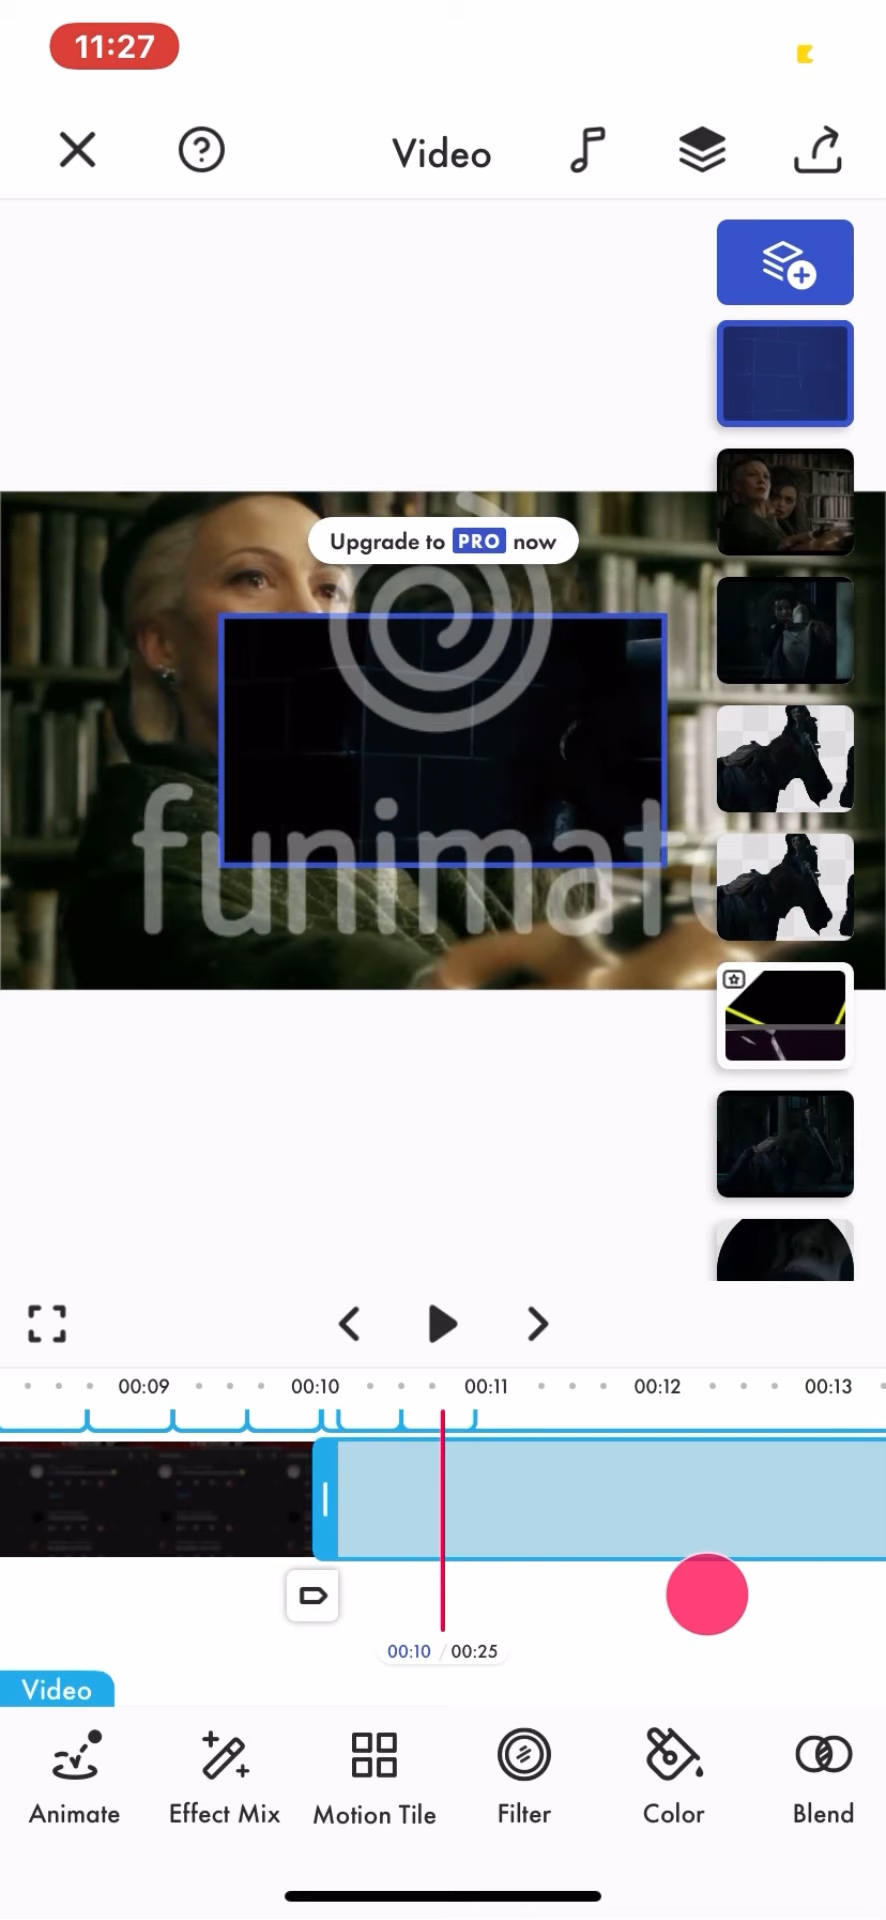 11:27
Video
Upgrade to PRO now
funimate
00:09 00:10 00:11 00:12 00:13
00:10 / 00:25
Video
Animate Effect Mix Motion Tile Filter Color Blend